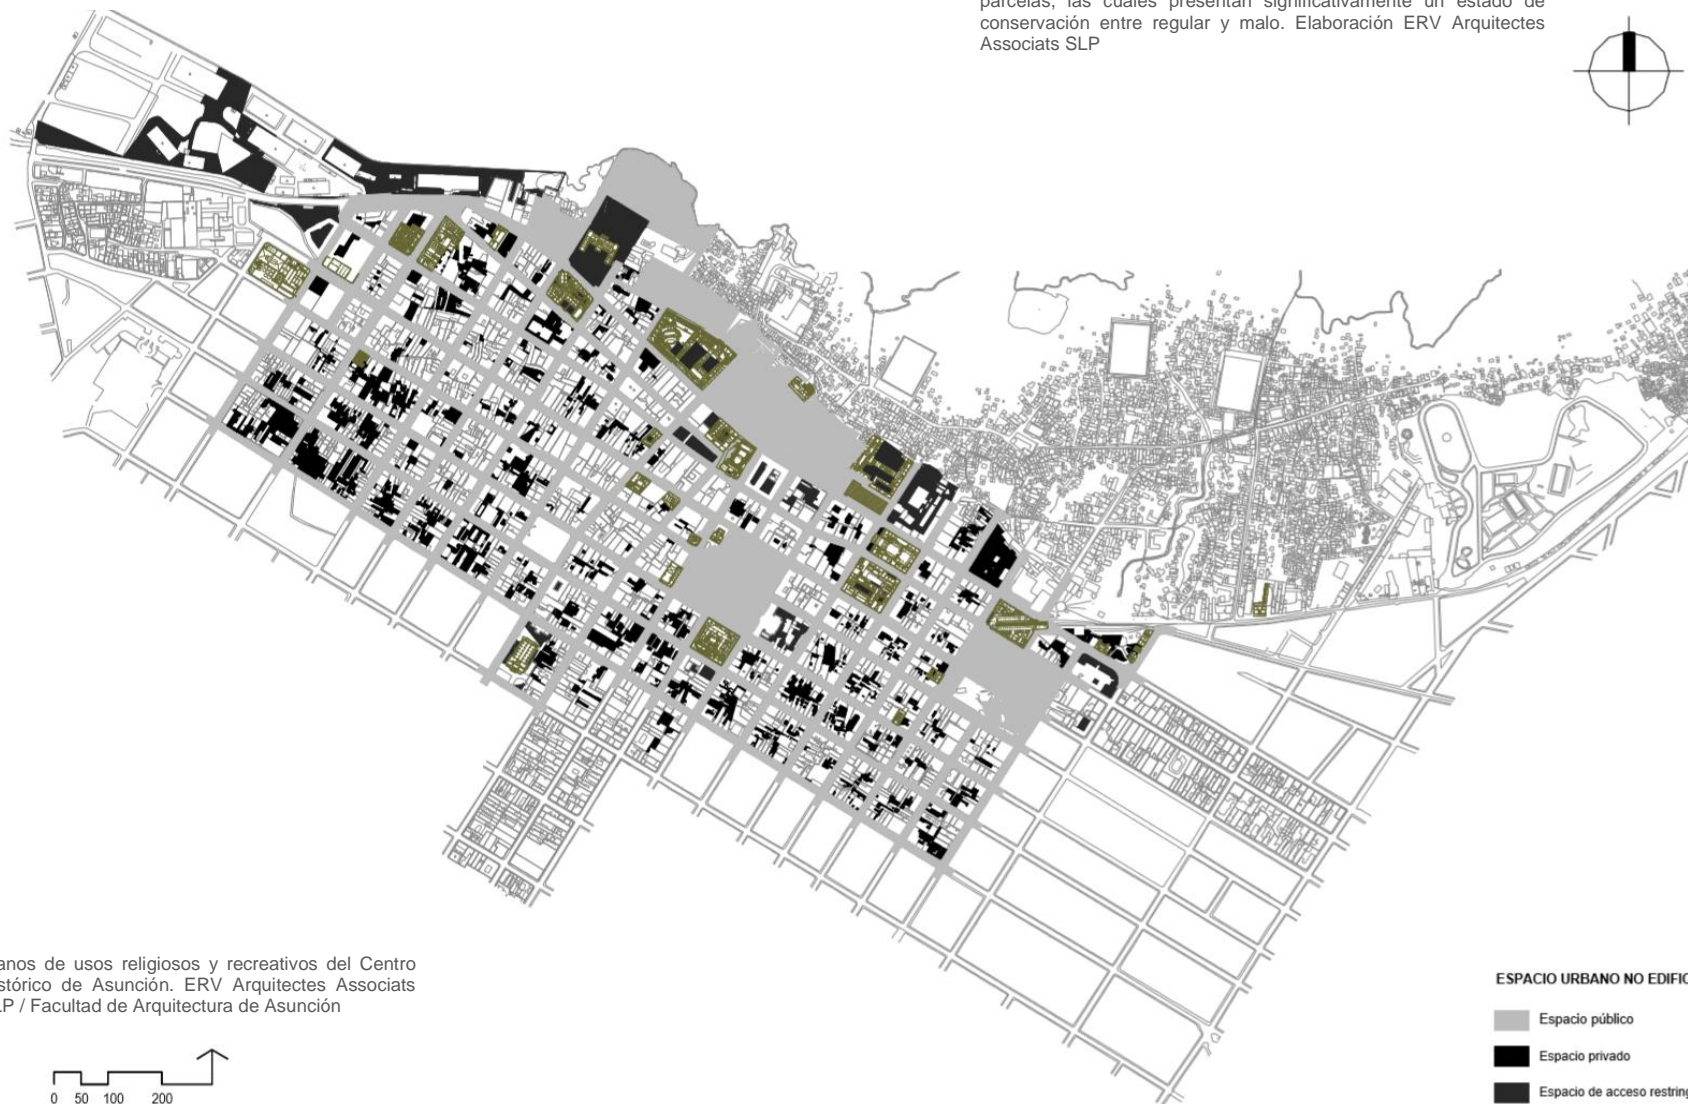 parcelas, las cuales presentan significativamente un estado de
conservación entre regular y malo. Elaboración ERV Arquitectes
Associats SLP
anos de usos religiosos y recreativos del Centro
stórico de Asunción. ERV Arquitectes Associats
LP / Facultad de Arquitectura de Asunción
0 50 100 200
ESPACIO URBANO NO EDIFIC
Espacio público
Espacio privado
Espacio de acceso restring